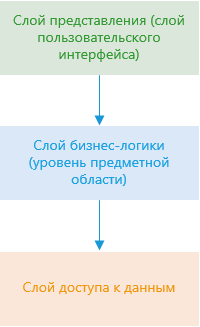 Слой представления (слой
пользовательского
интерфейса)
Слой бизнес-логики
(уровень предметной
области)
Слой доступа к данным